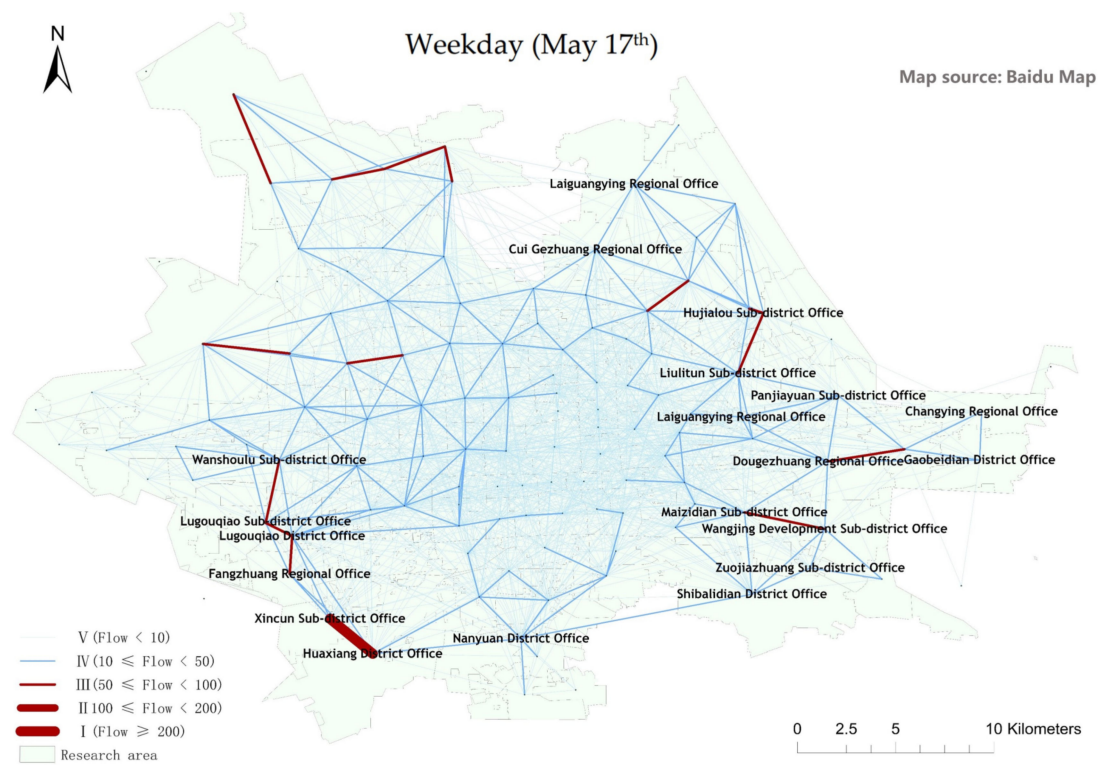 N
Weekday (May 17th)
Map source: Baidu Map
Laiguangying Regional Office
Cui Gezhuang Regional Office
Hujialou Sub-district Office
Liulitun Sub-district Office
Panjiayuan Sub-district Office
Changying Regional Office
Laiguangying Regional Office
Wanshoulu Sub-district Office
Dougezhuang Regional Office
Gaobeidian District Office
Maizidian Sub-district Office
Lugouqiao Sub-district Office
Wangjing Development Sub-district Office
Lugouqiao District Office
Zuojiazhuang Sub-district Office
Fangzhuang Regional Office
Shibalidian District Office
Xincun Sub-district Office
Nanyuan District Office
Huaxiang District Office
V (Flow < 10)
IV (10 ≤ Flow < 50)
III (50 ≤ Flow < 100)
II 100 ≤ Flow < 200)
I (Flow ≥ 200)
Research area
0 2.5 5 10 Kilometers